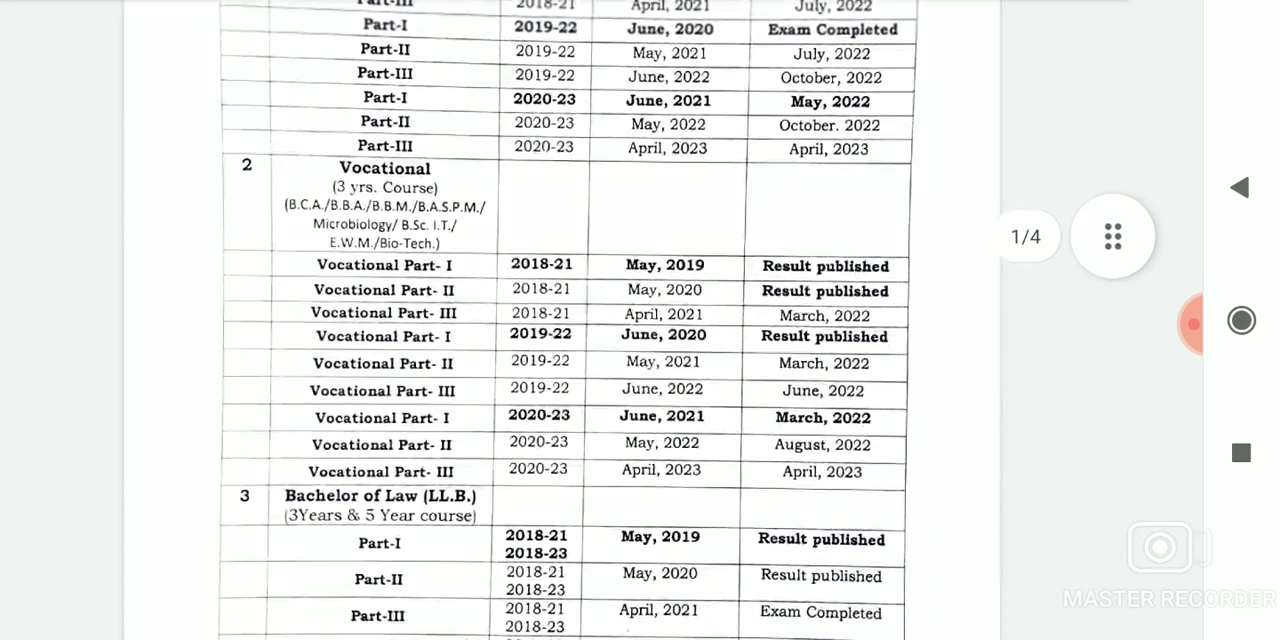 Part-III 2018-21 April, 2021 July, 2022
Part-I 2019-22 June, 2020 Exam Completed
Part-II 2019-22 May, 2021 July, 2022
Part-III 2019-22 June, 2022 October, 2022
Part-I 2020-23 June, 2021 May, 2022
Part-II 2020-23 May, 2022 October. 2022
Part-III 2020-23 April, 2023 April, 2023
2 Vocational
(3 yrs. Course)
(B.C.A./B.B.A./B.B.M./B.A.S.P.M./
Microbiology/ B.Sc. I.T./
E.W.M./Bio-Tech.)
Vocational Part- I 2018-21 May, 2019 Result published
Vocational Part- II 2018-21 May, 2020 Result published
Vocational Part- III 2018-21 April, 2021 March, 2022
Vocational Part- I 2019-22 June, 2020 Result published
Vocational Part- II 2019-22 May, 2021 March, 2022
Vocational Part- III 2019-22 June, 2022 June, 2022
Vocational Part- I 2020-23 June, 2021 March, 2022
Vocational Part- II 2020-23 May, 2022 August, 2022
Vocational Part- III 2020-23 April, 2023 April, 2023
3 Bachelor of Law (LL.B.)
(3Years & 5 Year course)
Part-I 2018-21 May, 2019 Result published
2018-23
Part-II 2018-21 May, 2020 Result published
2018-23
Part-III 2018-21 April, 2021 Exam Completed
2018-23
1/4
MASTER RECORDER